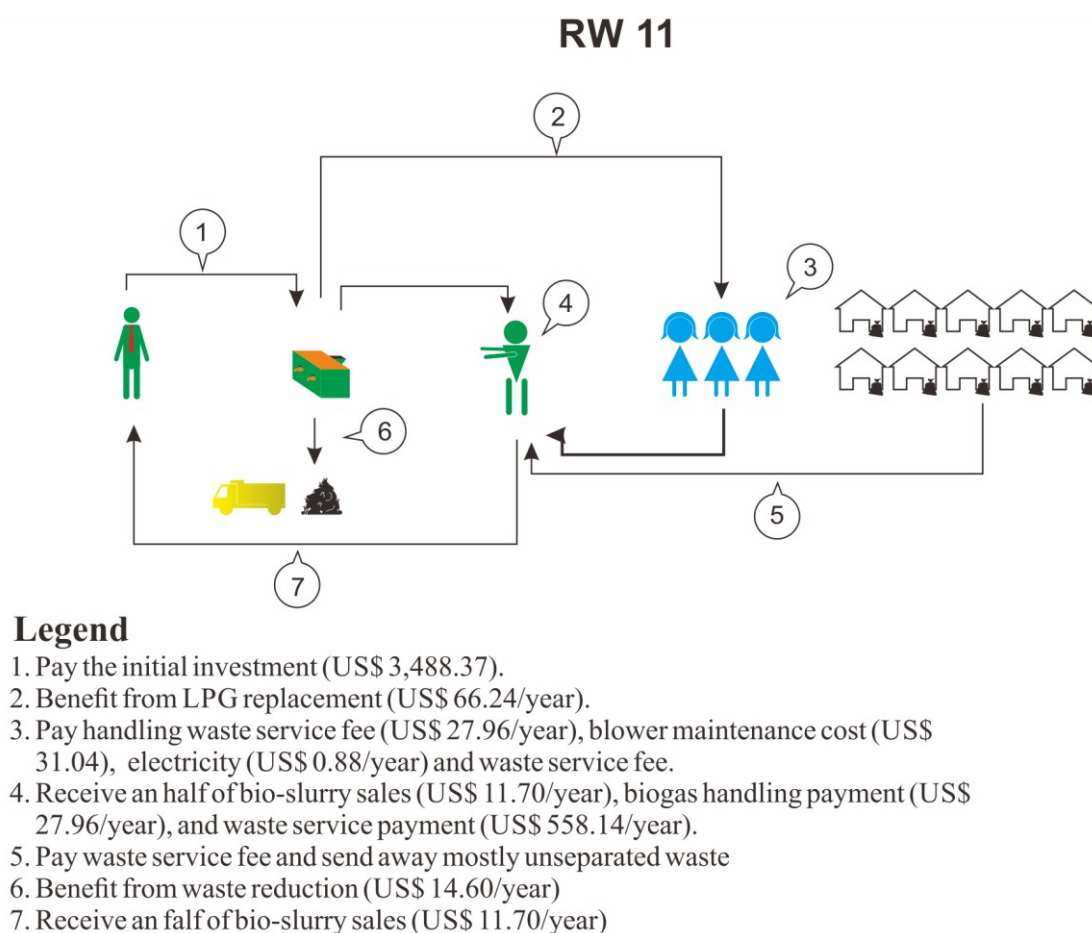 RW 11
2
1
3
4
6
5
7
Legend
1. Pay the initial investment (US$ 3,488.37).
2. Benefit from LPG replacement (US$ 66.24/year).
3. Pay handling waste service fee (US$ 27.96/year), blower maintenance cost (US$
31.04), electricity (US$ 0.88/year) and waste service fee.
4. Receive an half of bio-slurry sales (US$ 11.70/year), biogas handling payment (US$
27.96/year), and waste service payment (US$ 558.14/year).
5. Pay waste service fee and send away mostly unseparated waste
6. Benefit from waste reduction (US$ 14.60/year)
7. Receive an falf of bio-slurry sales (US$ 11.70/year)